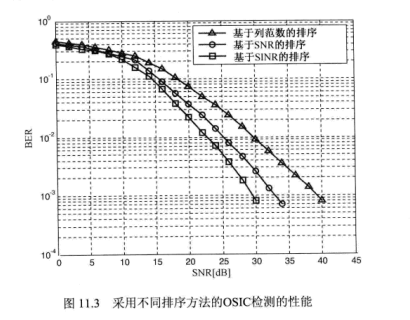 10^0
10^-1
10^-2
10^-3
10^-4
BER
基于列范数的排序
基于SNR的排序
基于SINR的排序
0 5 10 15 20 25 30 35 40 45
SNR[dB]
图 11.3 采用不同排序方法的OSIC检测的性能